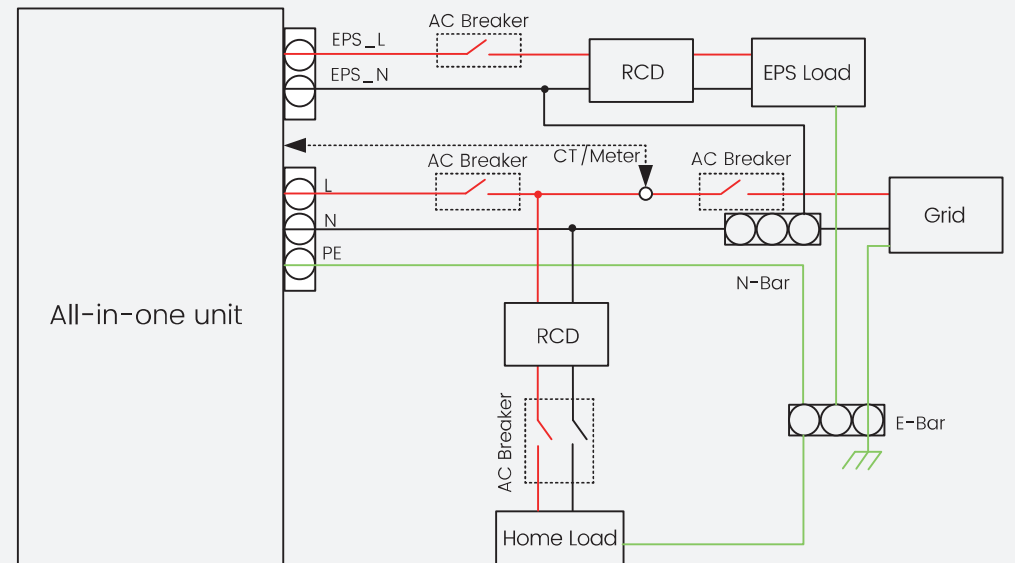 AC Breaker
EPS_L
RCD
EPS Load
EPS_N
CT/Meter
AC Breaker
AC Breaker
L
Grid
N
PE
N-Bar
All-in-one unit
RCD
AC Breaker
E-Bar
Home Load